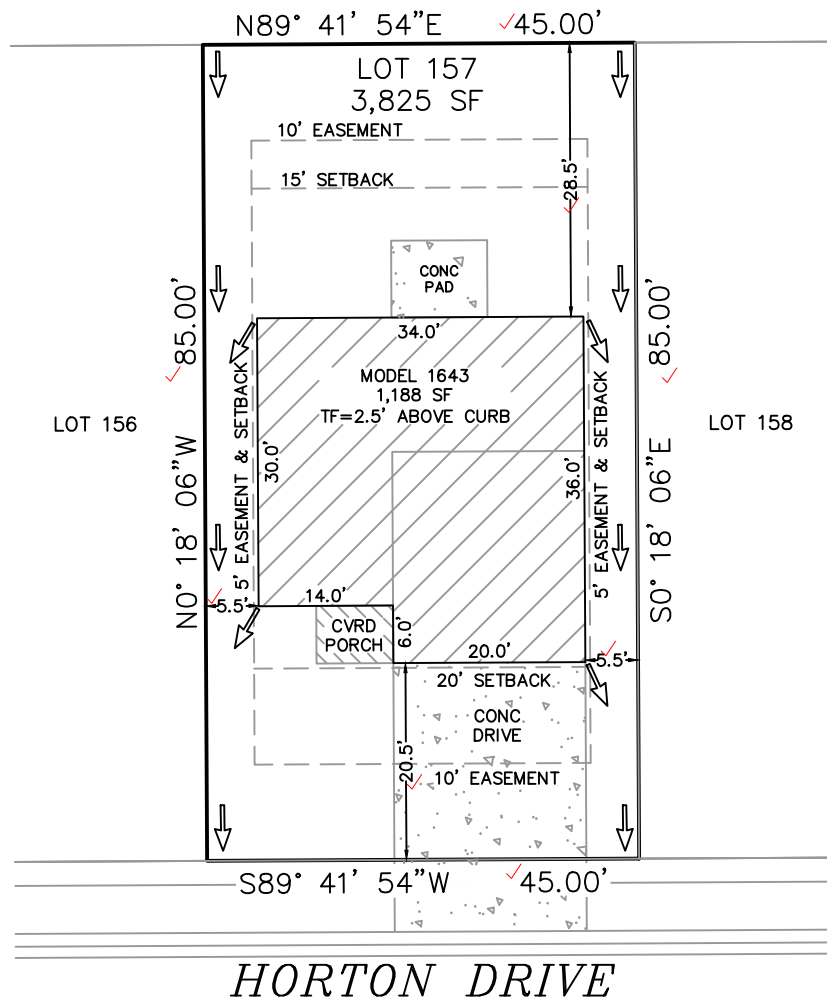 N89° 41' 54"E 45.00'
LOT 157
3,825 SF
10' EASEMENT
15' SETBACK
28.5'
CONC
PAD
34.0'
MODEL 1643
1,188 SF
TF=2.5' ABOVE CURB
LOT 156
LOT 158
N0° 18' 06"W 85.00'
5' EASEMENT & SETBACK
30.0'
36.0'
5' EASEMENT & SETBACK
S0° 18' 06"E 85.00'
5.5'
14.0'
CVRD
PORCH
6.0'
20.0'
5.5'
20' SETBACK
CONC
DRIVE
20.5'
10' EASEMENT
S89° 41' 54"W 45.00'
HORTON DRIVE